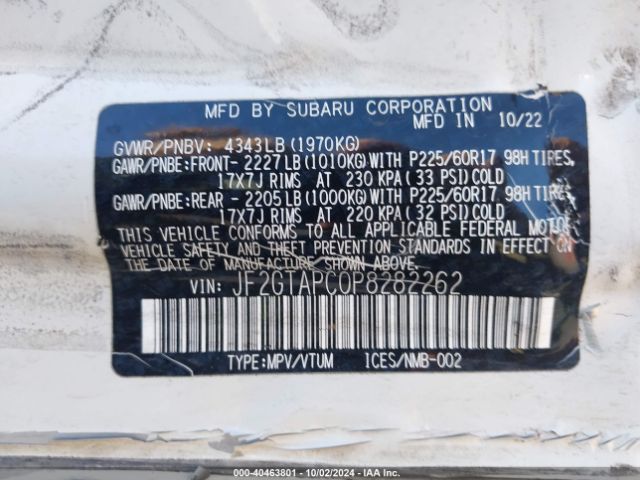 MFD BY SUBARU CORPORATION
MFD IN 10/22
GVWR/PNBV: 4343LB (1970KG)
GAWR/PNBE:FRONT- 2227LB (1010KG)WITH P225/60R17 98H TIRES,
17X7J RIMS AT 230 KPA(33 PSI)COLD
GAWR/PNBE:REAR - 2205LB (1000KG)WITH P225/60R17 98H TIRE
17X7J RIMS AT 220 KPA(32 PSI)COLD
THIS VEHICLE CONFORMS TO ALL APPLICABLE FEDERAL MOTO
VEHICLE SAFETY AND THEFT PREVENTION STANDARDS IN EFFECT ON
THE DATE OF MANUFACTURE SHOWN ABOVE.
VIN: JF2GTAPC0P8282262
TYPE:MPV/VTUM ICES/NMB-002
000-40463801 - 10/02/2024 - IAA Inc.